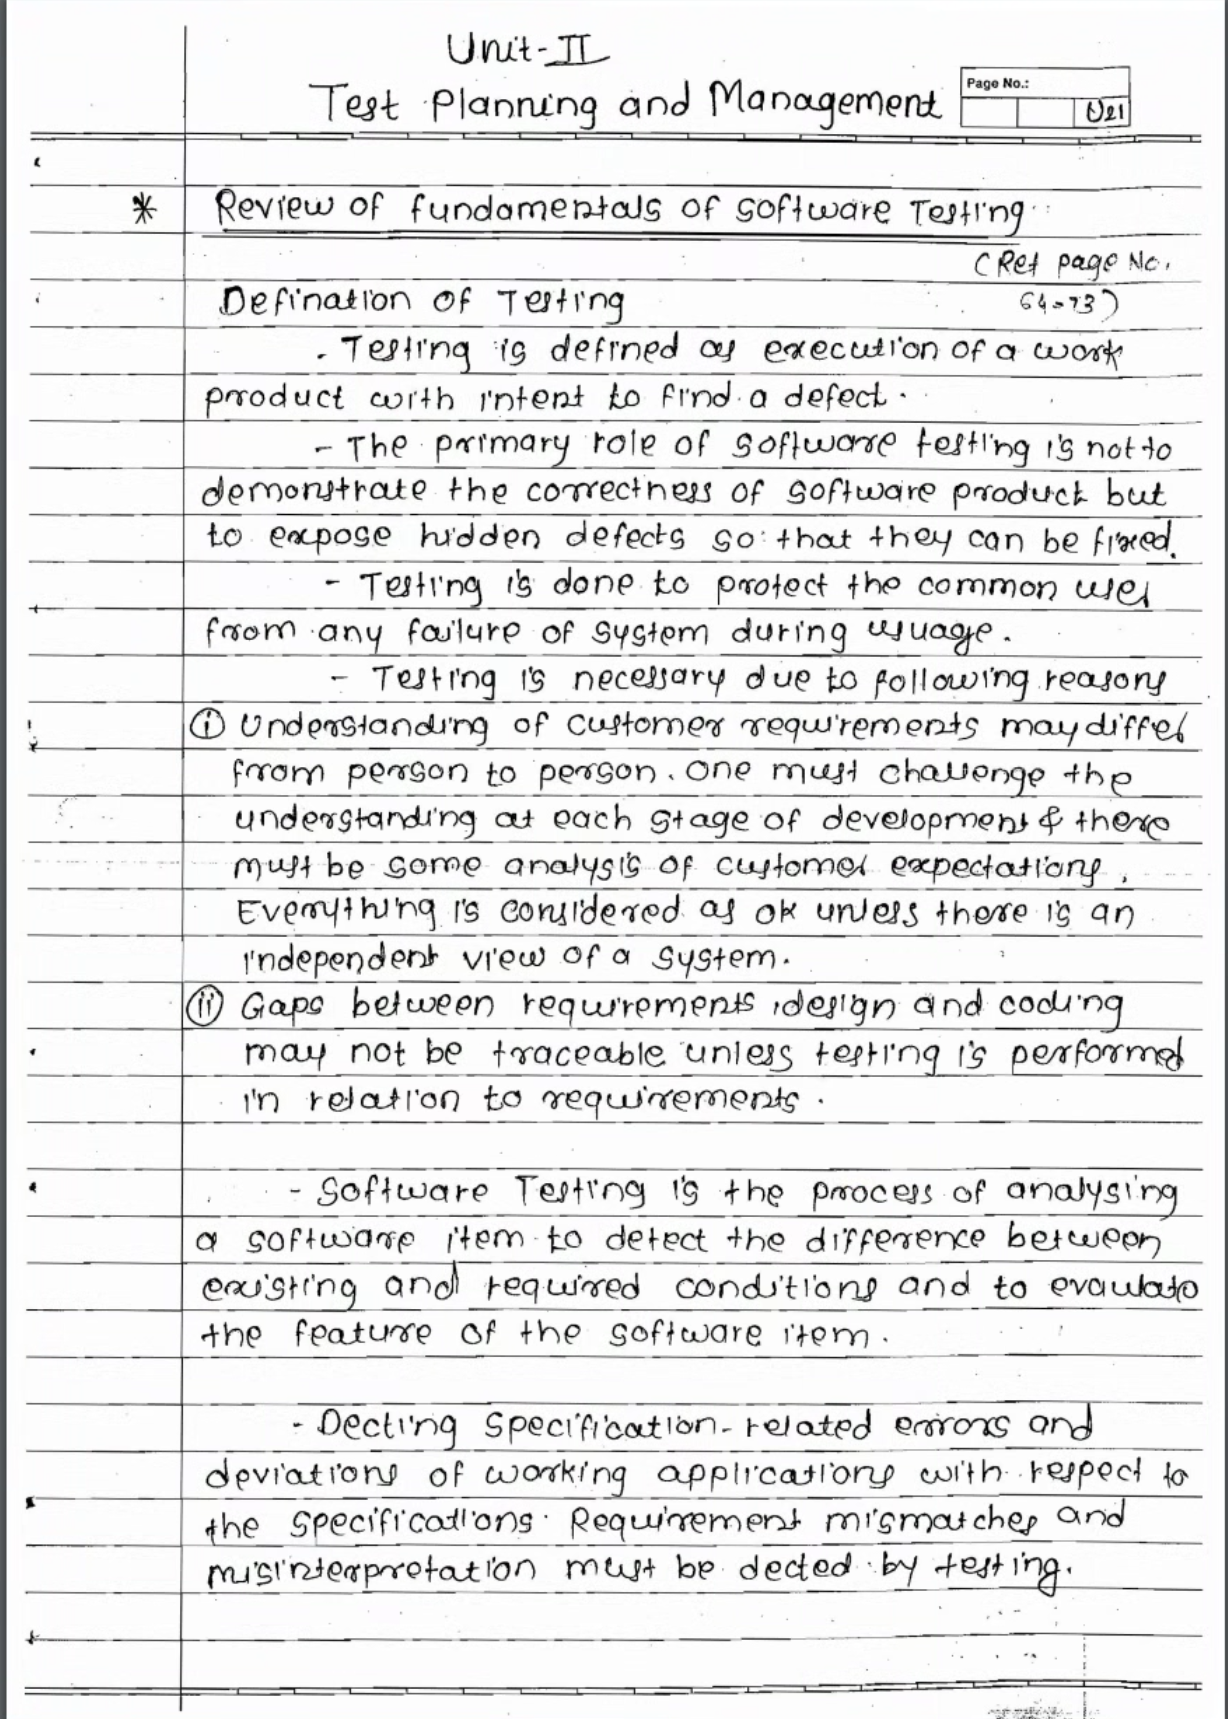 Unit-II
Test Planning and Management
Page No.:
U21
* Review of fundamentals of Software Testing
(Ref page No.
64-73)
Defination of Testing
- Testing is defined as execution of a work
product with intent to find a defect.
- The primary role of software testing is not to
demonstrate the correctness of software product but
to expose hidden defects so that they can be fixed.
- Testing is done to protect the common user
from any failure of system during usuage.
- Testing is necessary due to following reasons
(i) Understanding of customer requirements may differ
from person to person. One must challenge the
understanding at each stage of development & there
must be some analysis of customer expectations.
Everything is considered as ok unless there is an
independent view of a system.
(ii) Gaps between requirements, design and coding
may not be traceable unless testing is performed
in relation to requirements.
- Software Testing is the process of analysing
a software item to detect the difference between
existing and required conditions and to evaulate
the feature of the software item.
- Decting specification-related errors and
deviations of working applications with respect to
the specifications. Requirement mismatches and
misinterpretation must be dected by testing.